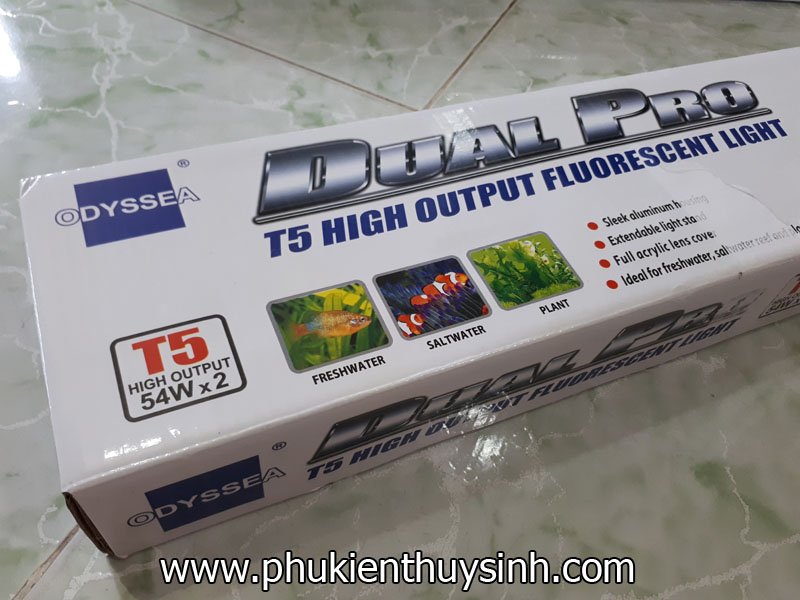 DUAL PRO
T5 HIGH OUTPUT FLUORESCENT LIGHT
ODYSSEA ®
Sleek aluminum housing
Extendable light stand
Full acrylic lens cover
Ideal for freshwater, saltwater reef and
FRESHWATER
SALTWATER
PLANT
T5
HIGH OUTPUT
54W x 2
T5
54W
DUAL PRO
T5 HIGH OUTPUT FLUORESCENT LIGHT
ODYSSEA ®
www.phukienthuysinh.com